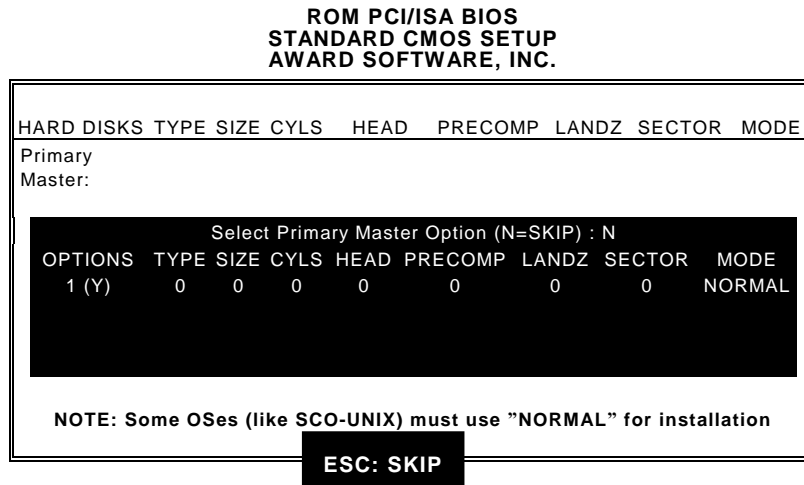 ROM PCI/ISA BIOS
STANDARD CMOS SETUP
AWARD SOFTWARE, INC.
HARD DISKS TYPE SIZE CYLS HEAD PRECOMP LANDZ SECTOR MODE
Primary
Master:
Select Primary Master Option (N=SKIP) : N
OPTIONS TYPE SIZE CYLS HEAD PRECOMP LANDZ SECTOR MODE
1 (Y) 0 0 0 0 0 0 0 NORMAL
NOTE: Some OSes (like SCO-UNIX) must use ”NORMAL” for installation
ESC: SKIP